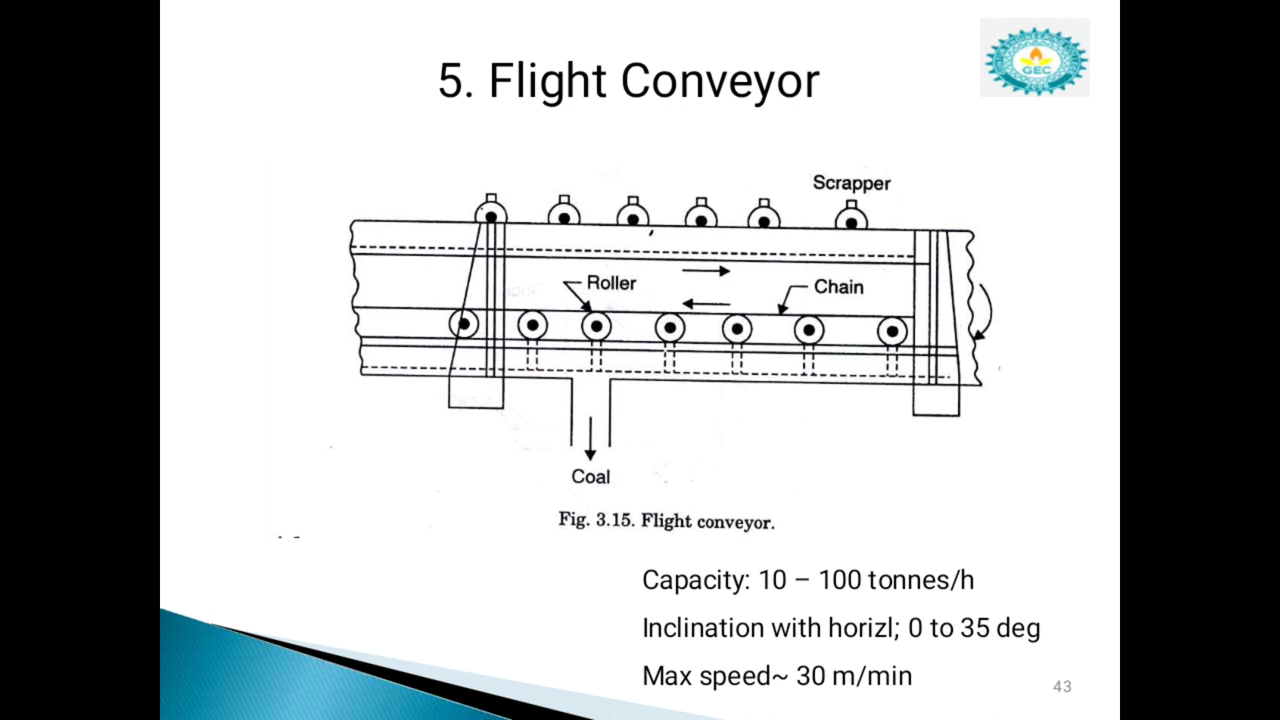 5. Flight Conveyor
GEC
Scrapper
Roller
Chain
Coal
Fig. 3.15. Flight conveyor.
Capacity: 10 – 100 tonnes/h
Inclination with horizl; 0 to 35 deg
Max speed~ 30 m/min
43